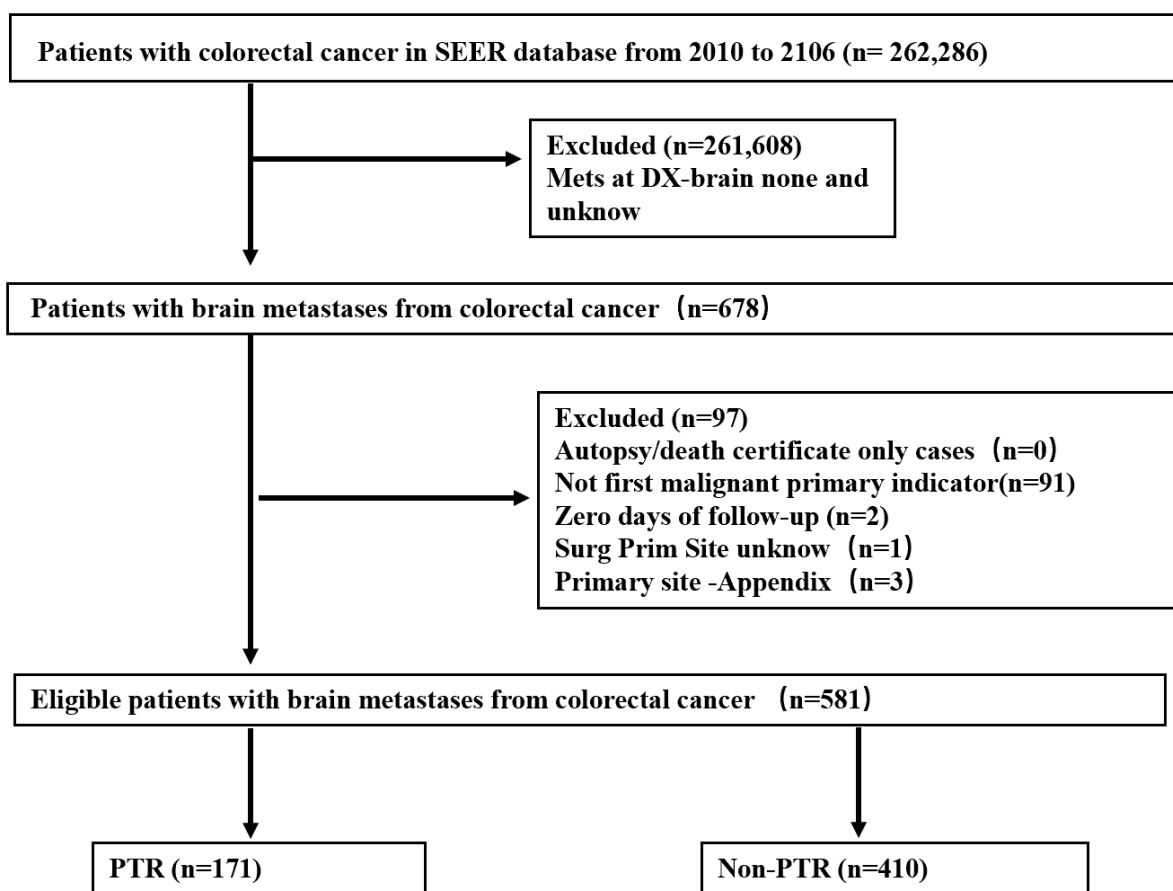 Patients with colorectal cancer in SEER database from 2010 to 2106 (n= 262,286)
Excluded (n=261,608)
Mets at DX-brain none and
unknow
Patients with brain metastases from colorectal cancer（n=678）
Excluded (n=97)
Autopsy/death certificate only cases（n=0）
Not first malignant primary indicator(n=91)
Zero days of follow-up (n=2)
Surg Prim Site unknow（n=1）
Primary site -Appendix（n=3）
Eligible patients with brain metastases from colorectal cancer（n=581）
PTR (n=171)
Non-PTR (n=410)